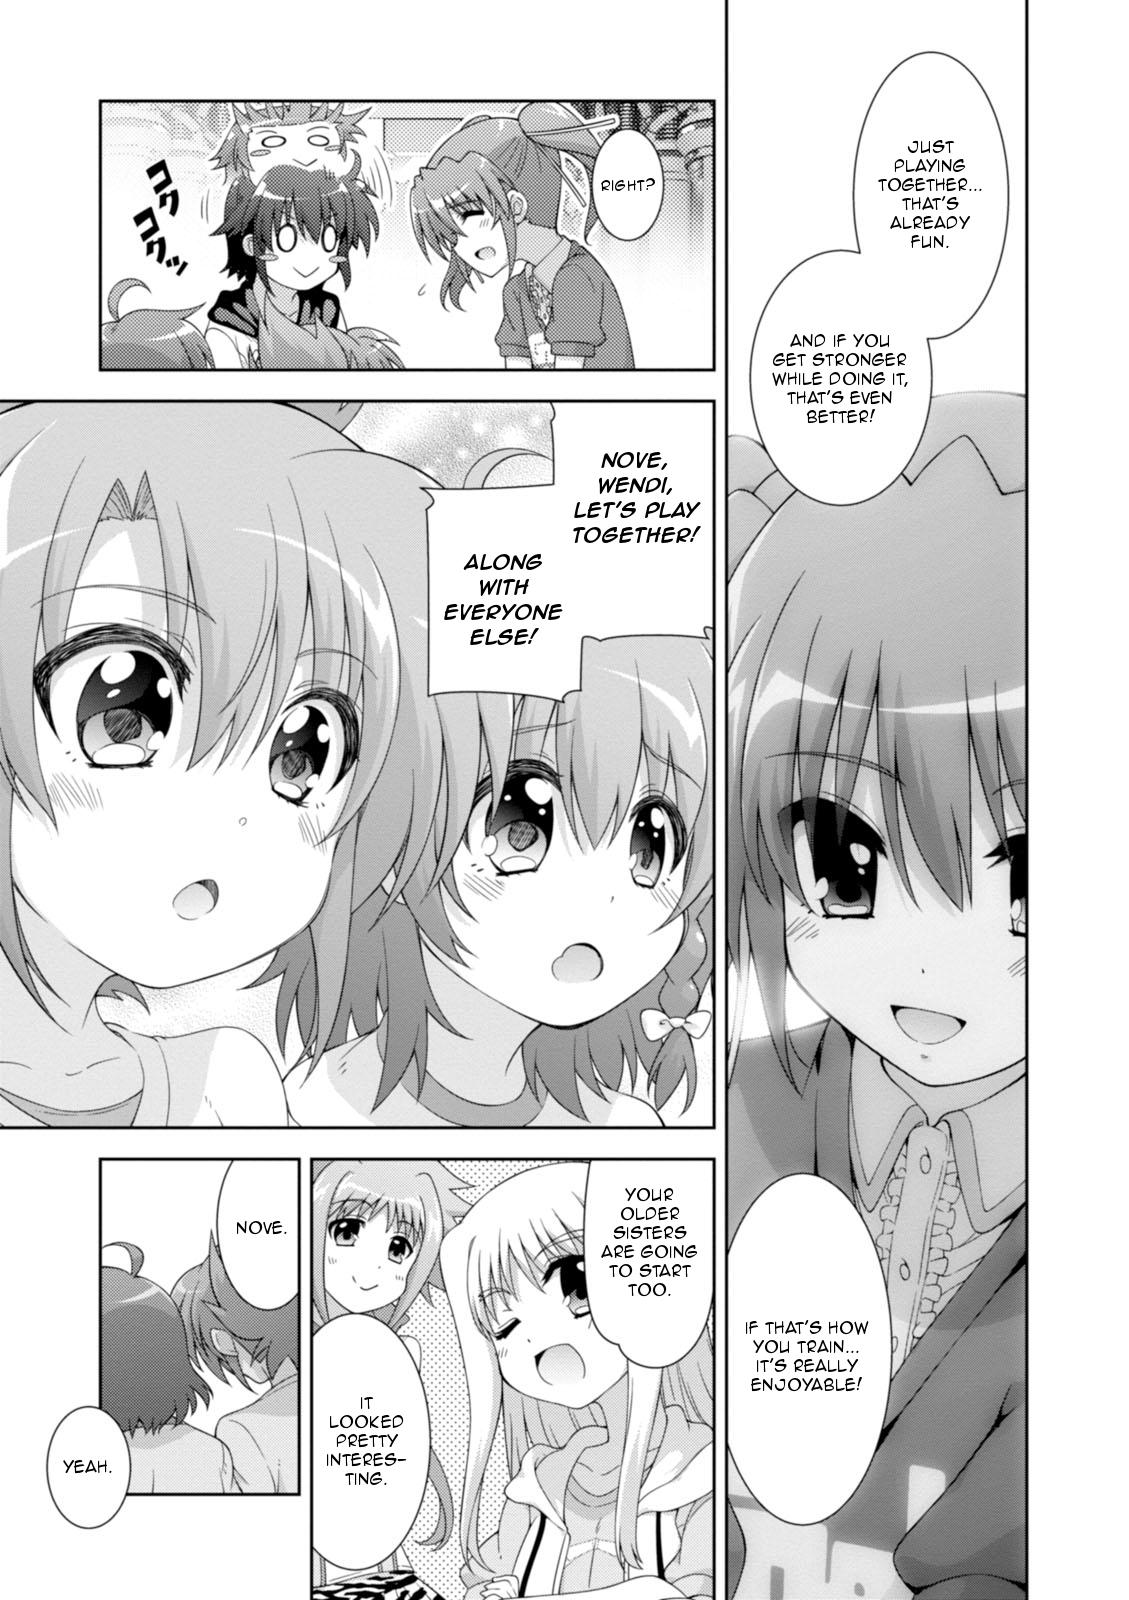 JUST
PLAYING
TOGETHER...
THAT'S
ALREADY
FUN.
AND IF YOU
GET STRONGER
WHILE DOING IT,
THAT'S EVEN
BETTER!
IF THAT'S HOW
YOU TRAIN...
IT'S REALLY
ENJOYABLE!
RIGHT?
コクコクッ
NOVE,
WENDI,
LET'S PLAY
TOGETHER!
ALONG
WITH
EVERYONE
ELSE!
YOUR
OLDER
SISTERS
ARE GOING
TO START
TOO.
IT
LOOKED
PRETTY
INTERES-
TING.
NOVE.
YEAH.